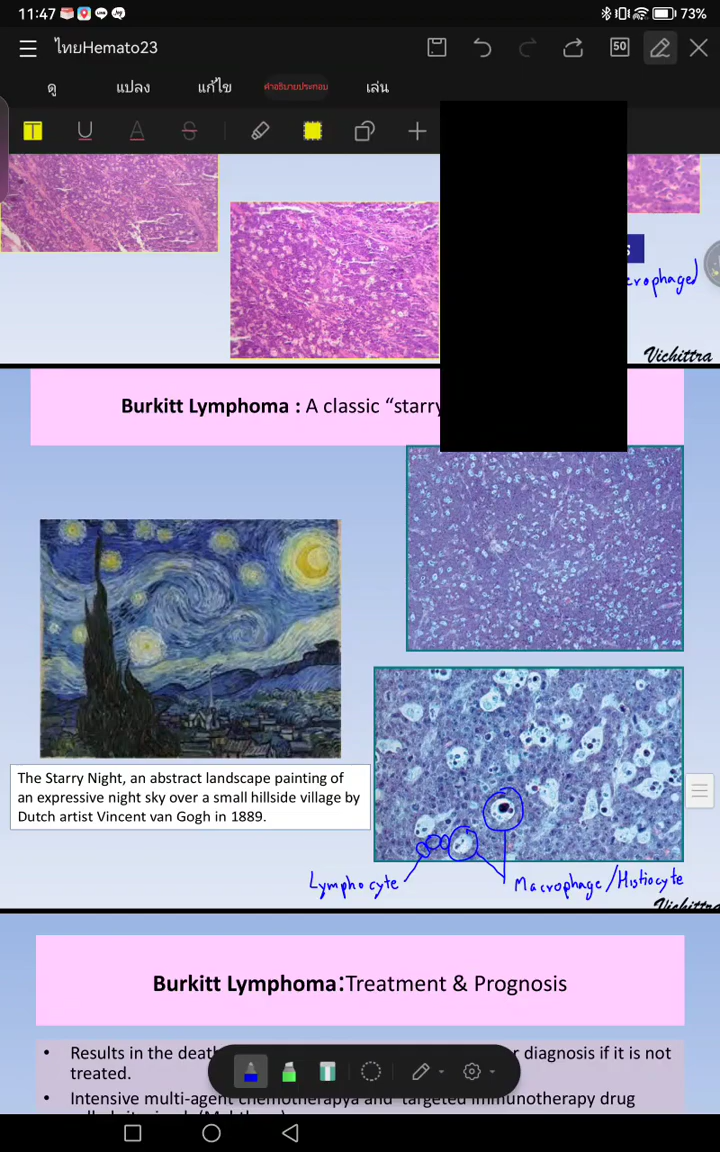 11:47
73%
ไทยHemato23
50
ดู แปลง แก้ไข คำอธิบายประกอบ เล่น
T U A S
Vichittra
Burkitt Lymphoma : A classic “starry
The Starry Night, an abstract landscape painting of
an expressive night sky over a small hillside village by
Dutch artist Vincent van Gogh in 1889.
Lymphocyte
Macrophage/Histiocyte
Vichittra
Burkitt Lymphoma:Treatment & Prognosis
• Results in the death
r diagnosis if it is not
treated.
• Intensive multi-agent chemotherapya and targeted immunotherapy drug